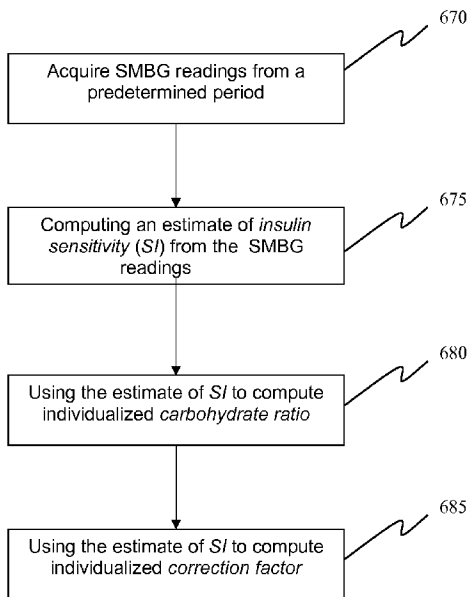 670
Acquire SMBG readings from a
predetermined period
675
Computing an estimate of insulin
sensitivity (SI) from the SMBG
readings
680
Using the estimate of SI to compute
individualized carbohydrate ratio
685
Using the estimate of SI to compute
individualized correction factor